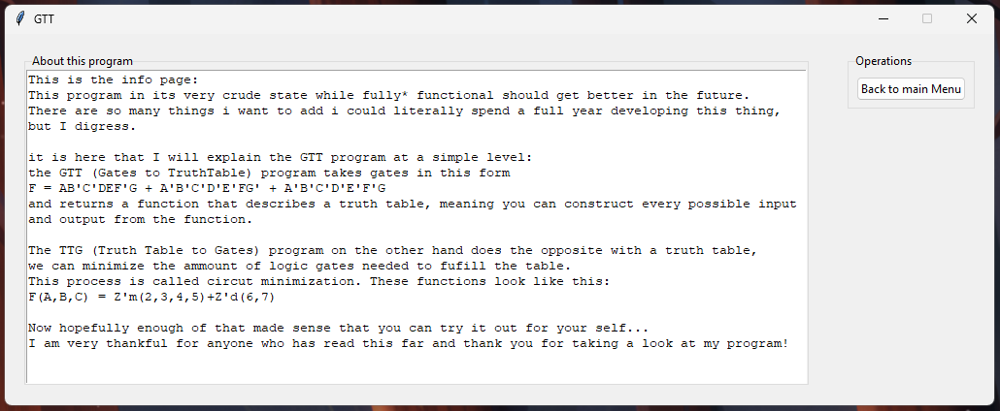 GTT
About this program
Operations
Back to main Menu
This is the info page:
This program in its very crude state while fully* functional should get better in the future.
There are so many things i want to add i could literally spend a full year developing this thing,
but I digress.
it is here that I will explain the GTT program at a simple level:
the GTT (Gates to TruthTable) program takes gates in this form
F = AB'C'DEF'G + A'B'C'D'E'FG' + A'B'C'D'E'F'G
and returns a function that describes a truth table, meaning you can construct every possible input
and output from the function.
The TTG (Truth Table to Gates) program on the other hand does the opposite with a truth table,
we can minimize the ammount of logic gates needed to fufill the table.
This process is called circut minimization. These functions look like this:
F(A,B,C) = Z'm(2,3,4,5)+Z'd(6,7)
Now hopefully enough of that made sense that you can try it out for your self...
I am very thankful for anyone who has read this far and thank you for taking a look at my program!